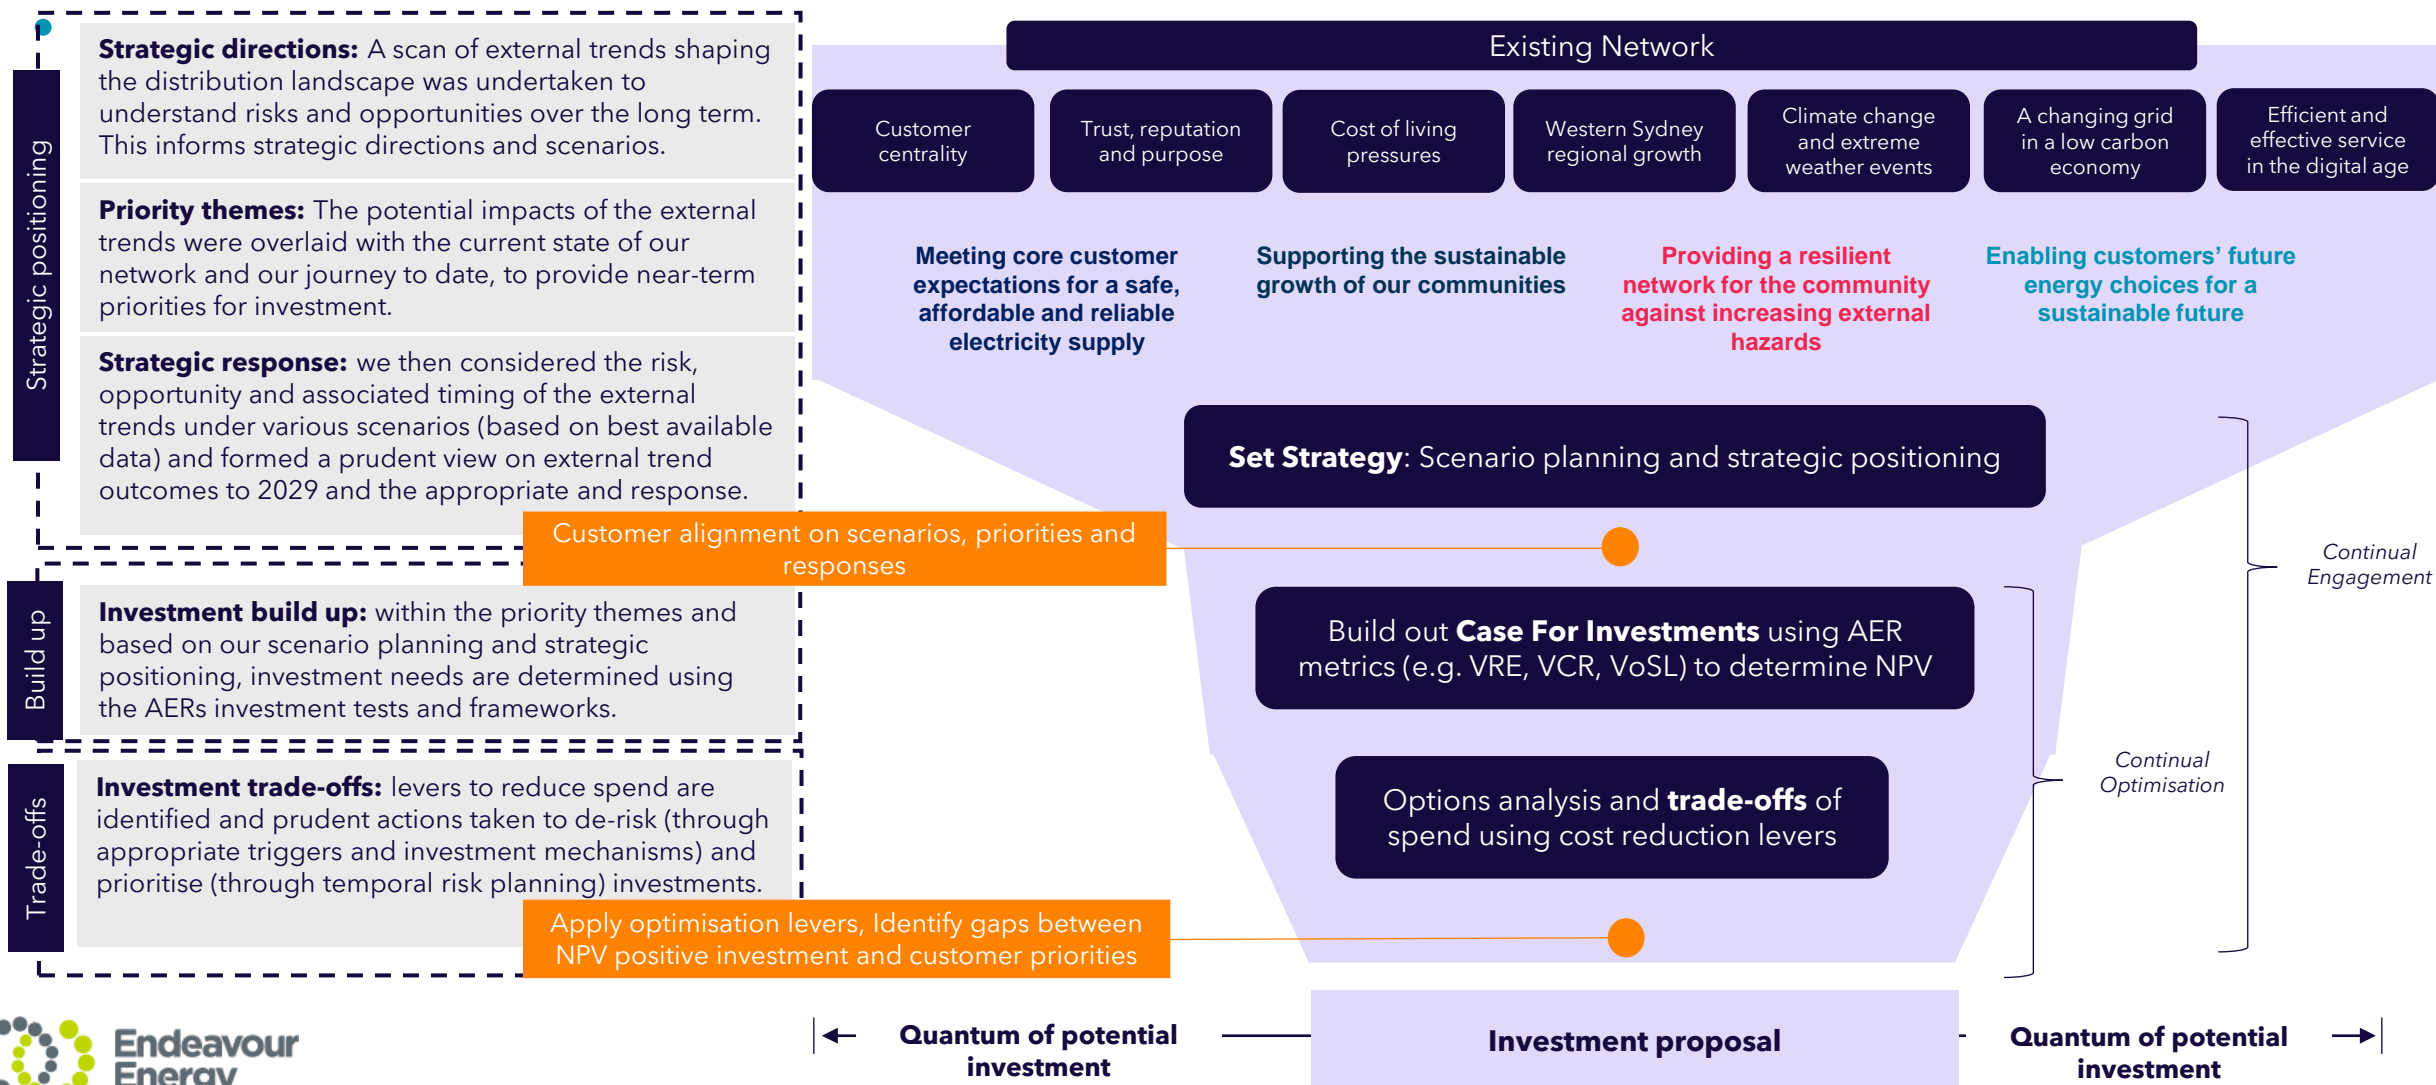 Strategic positioning
Strategic directions: A scan of external trends shaping
the distribution landscape was undertaken to
understand risks and opportunities over the long term.
This informs strategic directions and scenarios.
Priority themes: The potential impacts of the external
trends were overlaid with the current state of our
network and our journey to date, to provide near-term
priorities for investment.
Strategic response: we then considered the risk,
opportunity and associated timing of the external
trends under various scenarios (based on best available
data) and formed a prudent view on external trend
outcomes to 2029 and the appropriate and response.
Customer alignment on scenarios, priorities and
responses
Build up
Investment build up: within the priority themes and
based on our scenario planning and strategic
positioning, investment needs are determined using
the AERs investment tests and frameworks.
Trade-offs
Investment trade-offs: levers to reduce spend are
identified and prudent actions taken to de-risk (through
appropriate triggers and investment mechanisms) and
prioritise (through temporal risk planning) investments.
Apply optimisation levers, Identify gaps between
NPV positive investment and customer priorities
Existing Network
Customer
centrality
Trust, reputation
and purpose
Cost of living
pressures
Western Sydney
regional growth
Climate change
and extreme
weather events
A changing grid
in a low carbon
economy
Efficient and
effective service
in the digital age
Meeting core customer
expectations for a safe,
affordable and reliable
electricity supply
Supporting the sustainable
growth of our communities
Providing a resilient
network for the community
against increasing external
hazards
Enabling customers’ future
energy choices for a
sustainable future
Set Strategy: Scenario planning and strategic positioning
Build out Case For Investments using AER
metrics (e.g. VRE, VCR, VoSL) to determine NPV
Options analysis and trade-offs of
spend using cost reduction levers
Continual
Engagement
Continual
Optimisation
Quantum of potential
investment
Investment proposal
Quantum of potential
investment
Endeavour
Energy